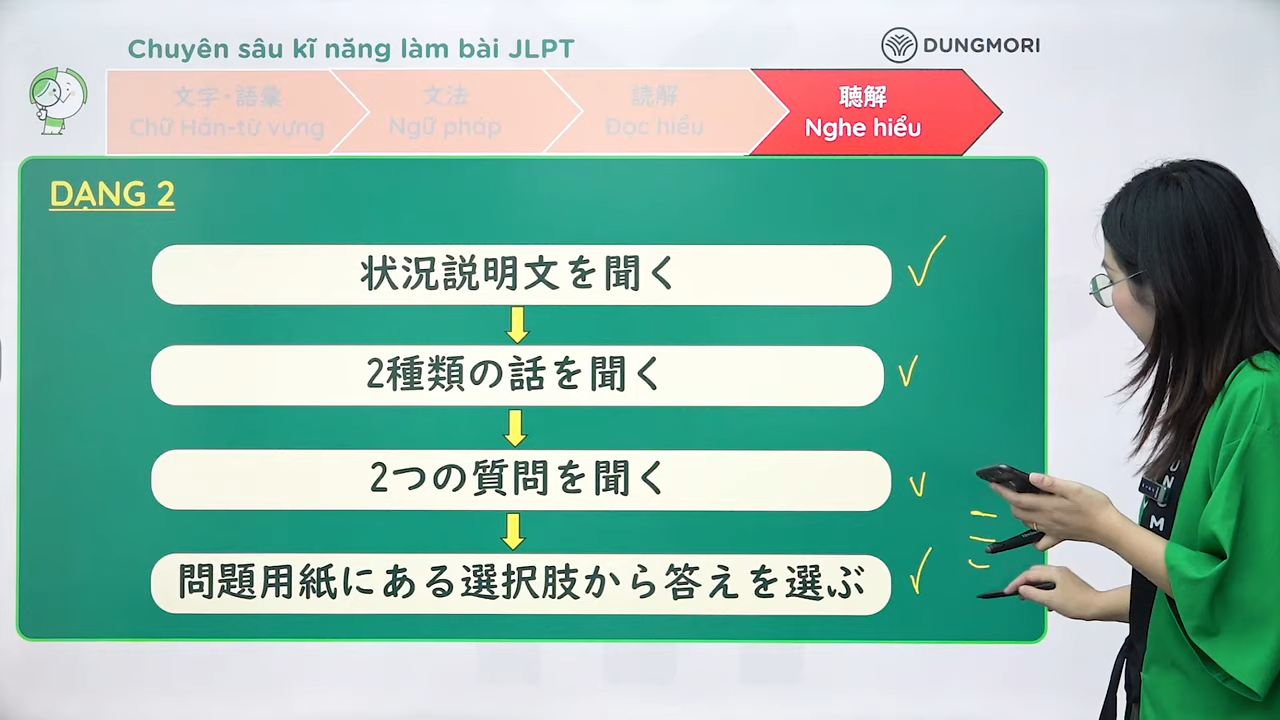 Chuyên sâu kĩ năng làm bài JLPT
DUNGMORI
文字・語彙
Chữ Hán-từ vựng
文法
Ngữ pháp
読解
Đọc hiểu
聴解
Nghe hiểu
DẠNG 2
状況説明文を聞く
2種類の話を聞く
2つの質問を聞く
問題用紙にある選択肢から答えを選ぶ